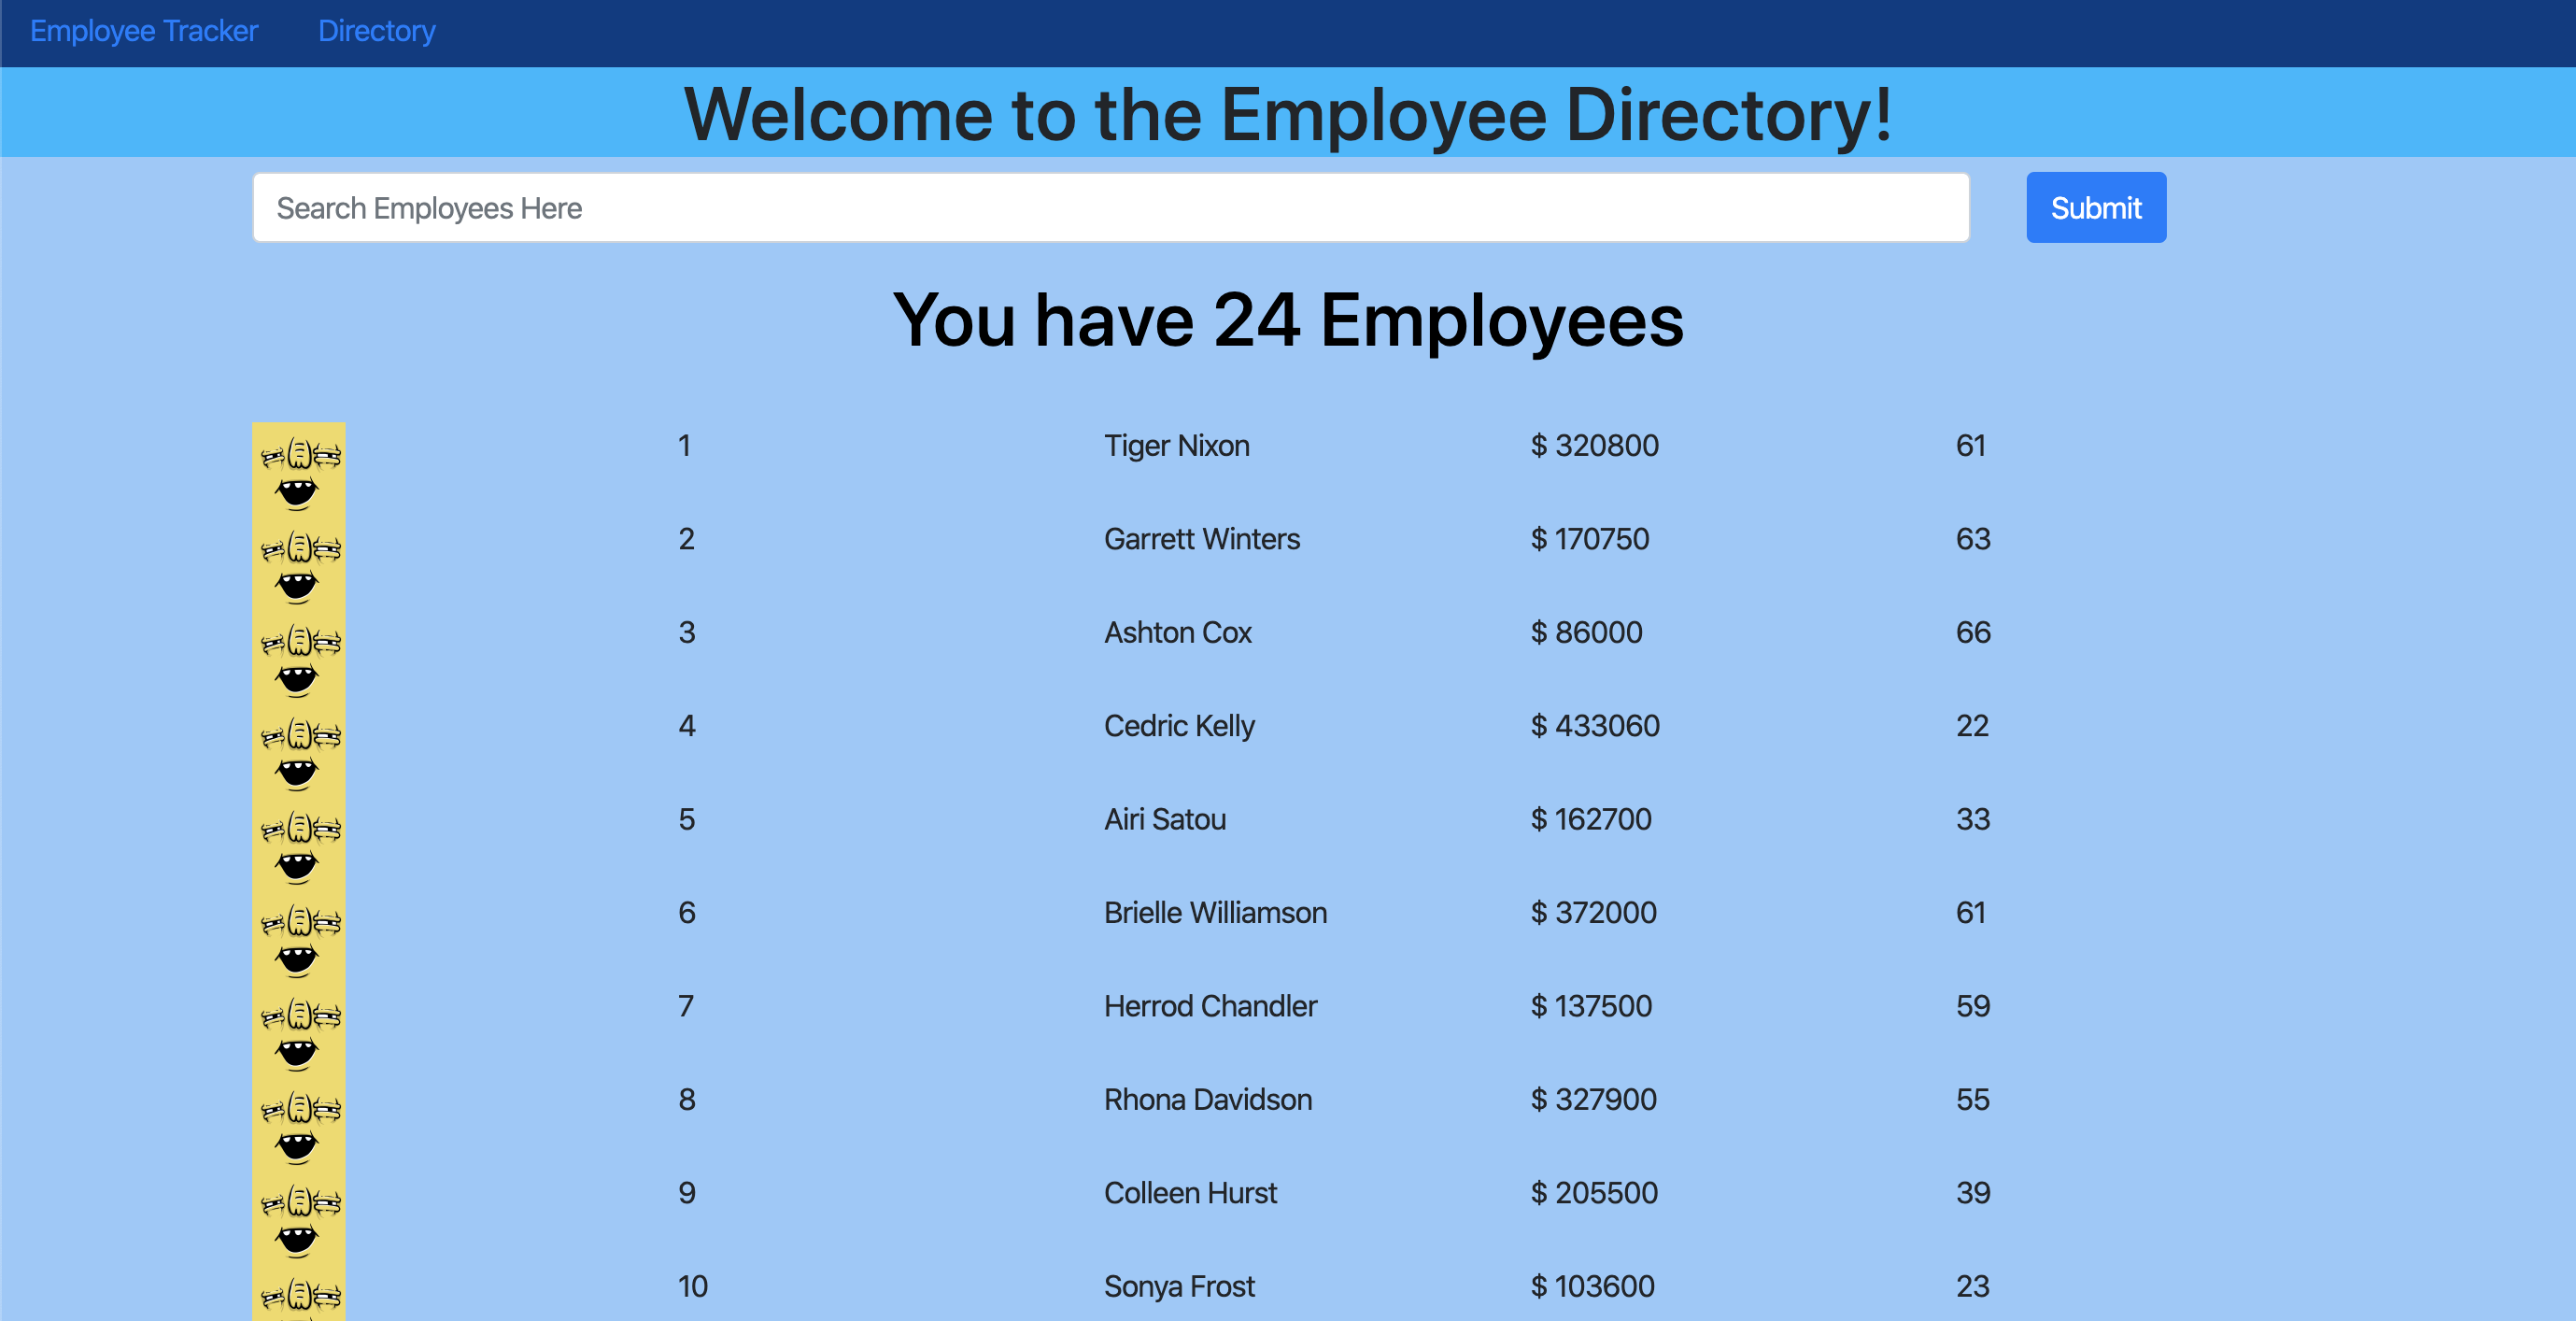 Employee Tracker Directory
Welcome to the Employee Directory!
Search Employees Here Submit
You have 24 Employees
1 Tiger Nixon $ 320800 61
2 Garrett Winters $ 170750 63
3 Ashton Cox $ 86000 66
4 Cedric Kelly $ 433060 22
5 Airi Satou $ 162700 33
6 Brielle Williamson $ 372000 61
7 Herrod Chandler $ 137500 59
8 Rhona Davidson $ 327900 55
9 Colleen Hurst $ 205500 39
10 Sonya Frost $ 103600 23